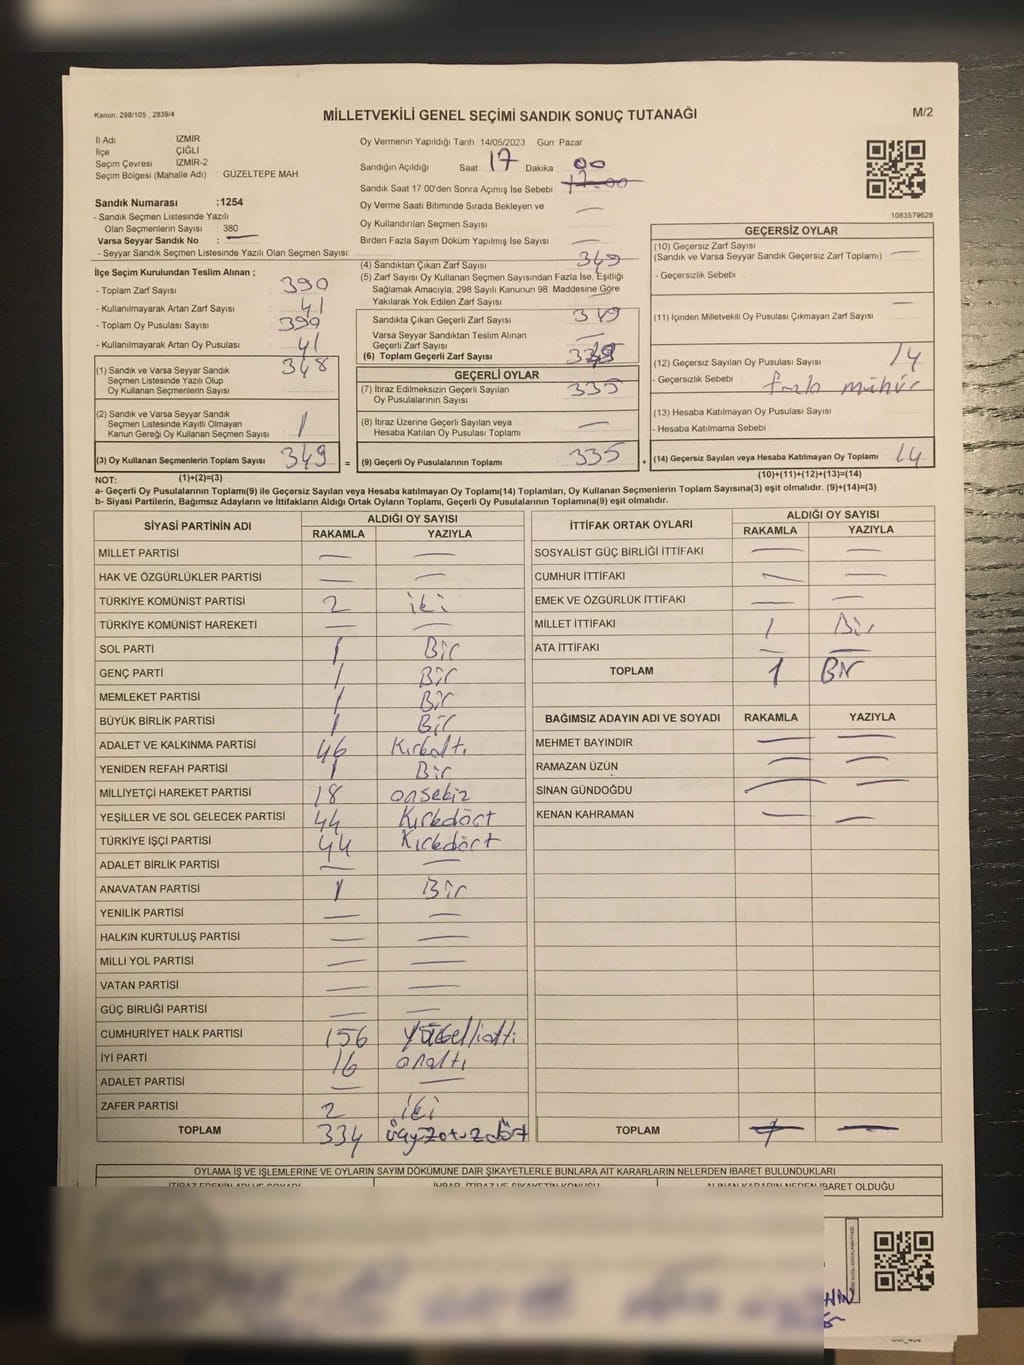 Kanun: 298/105 , 2839/4
MİLLETVEKİLİ GENEL SEÇİMİ SANDIK SONUÇ TUTANAĞI
M/2
İl Adı : İZMİR
İlçe : ÇİĞLİ
Seçim Çevresi : İZMİR-2
Seçim Bölgesi (Mahalle Adı) : GÜZELTEPE MAH
Sandık Numarası :1254
- Sandık Seçmen Listesinde Yazılı
Olan Seçmenlerin Sayısı 380
Varsa Seyyar Sandık No : —
- Seyyar Sandık Seçmen Listesinde Yazılı Olan Seçmen Sayısı:
Oy Vermenin Yapıldığı Tarih 14/05/2023 Gün Pazar
Sandığın Açıldığı Saat 17 Dakika 00
Sandık Saat 17 00'den Sonra Açımış İse Sebebi : 17-00
Oy Verme Saati Bitiminde Sırada Bekleyen ve
Oy Kullandırılan Seçmen Sayısı —
Birden Fazla Sayım Döküm Yapılmış İse Sayısı —
1083579628
İlçe Seçim Kurulundan Teslim Alınan ;
- Toplam Zarf Sayısı 390
- Kullanılmayarak Artan Zarf Sayısı 41
- Toplam Oy Pusulası Sayısı 399
- Kullanılmayarak Artan Oy Pusulası 41
(1) Sandık ve Varsa Seyyar Sandık 348
Seçmen Listesinde Yazılı Olup
Oy Kullanan Seçmenlerin Sayısı
(2) Sandık ve Varsa Seyyar Sandık
Seçmen Listesinde Kayıtlı Olmayan 1
Kanun Gereği Oy Kullanan Seçmen Sayısı
(3) Oy Kullanan Seçmenlerin Toplam Sayısı 349 =
(4) Sandıktan Çıkan Zarf Sayısı 349
(5) Zarf Sayısı Oy Kullanan Seçmen Sayısından Fazla İse, Eşitliği
Sağlamak Amacıyla, 298 Sayılı Kanunun 98. Maddesine Göre
Yakılarak Yok Edilen Zarf Sayısı
Sandıkta Çıkan Geçerli Zarf Sayısı 349
Varsa Seyyar Sandıktan Teslim Alınan
Geçerli Zarf Sayısı —
(6) Toplam Geçerli Zarf Sayısı
GEÇERLİ OYLAR
(7) İtiraz Edilmeksizin Geçerli Sayılan 335
Oy Pusulalarının Sayısı
(8) İtiraz Üzerine Geçerli Sayılan veya —
Hesaba Katılan Oy Pusulası Toplamı
(9) Geçerli Oy Pusulalarının Toplamı 335 +
GEÇERSİZ OYLAR
(10) Geçersiz Zarf Sayısı
(Sandık ve Varsa Seyyar Sandık Geçersiz Zarf Toplamı) —
- Geçersizlik Sebebi :
—
(11) İçinden Milletvekili Oy Pusulası Çıkmayan Zarf Sayısı
(12) Geçersiz Sayılan Oy Pusulası Sayısı 14
- Geçersizlik Sebebi : fazla mühür
(13) Hesaba Katılmayan Oy Pusulası Sayısı
- Hesaba Katılmama Sebebi :
(14) Geçersiz Sayılan veya Hesaba Katılmayan Oy Toplamı 14
NOT: (1)+(2)=(3) (10)+(11)+(12)+(13)=(14)
a- Geçerli Oy Pusulalarının Toplamı(9) ile Geçersiz Sayılan veya Hesaba katılmayan Oy Toplamı(14) Toplamları, Oy Kullanan Seçmenlerin Toplam Sayısına(3) eşit olmalıdır. (9)+(14)=(3)
b- Siyasi Partilerin, Bağımsız Adayların ve İttifakların Aldığı Ortak Oyların Toplamı, Geçerli Oy Pusulalarının Toplamına(9) eşit olmalıdır.
SİYASİ PARTİNİN ADI ALDIĞI OY SAYISI
RAKAMLA YAZIYLA
MİLLET PARTİSİ — —
HAK VE ÖZGÜRLÜKLER PARTİSİ — —
TÜRKİYE KOMÜNİST PARTİSİ 2 iki
TÜRKİYE KOMÜNİST HAREKETİ — —
SOL PARTİ 1 Bir
GENÇ PARTİ 1 Bir
MEMLEKET PARTİSİ 1 Bir
BÜYÜK BİRLİK PARTİSİ 1 Bir
ADALET VE KALKINMA PARTİSİ 46 Kırkaltı
YENİDEN REFAH PARTİSİ 1 Bir
MİLLİYETÇİ HAREKET PARTİSİ 18 onsekiz
YEŞİLLER VE SOL GELECEK PARTİSİ 44 Kırkdört
TÜRKİYE İŞÇİ PARTİSİ 44 Kırkdört
ADALET BİRLİK PARTİSİ — —
ANAVATAN PARTİSİ 1 Bir
YENİLİK PARTİSİ — —
HALKIN KURTULUŞ PARTİSİ — —
MİLLİ YOL PARTİSİ — —
VATAN PARTİSİ — —
GÜÇ BİRLİĞİ PARTİSİ — —
CUMHURİYET HALK PARTİSİ 156 yüzelliatlı
İYİ PARTİ 16 onaltı
ADALET PARTİSİ — —
ZAFER PARTİSİ 2 iki
TOPLAM 334 üçyüzotuzdört
İTTİFAK ORTAK OYLARI ALDIĞI OY SAYISI
RAKAMLA YAZIYLA
SOSYALİST GÜÇ BİRLİĞİ İTTİFAKI — —
CUMHUR İTTİFAKI — —
EMEK VE ÖZGÜRLÜK İTTİFAKI — —
MİLLET İTTİFAKI 1 Bir
ATA İTTİFAKI — —
TOPLAM 1 Bir
BAĞIMSIZ ADAYIN ADI VE SOYADI RAKAMLA YAZIYLA
MEHMET BAYINDIR — —
RAMAZAN ÜZÜN — —
SİNAN GÜNDOĞDU — —
KENAN KAHRAMAN — —
TOPLAM —
OYLAMA İŞ VE İŞLEMLERİNE VE OYLARIN SAYIM DÖKÜMÜNE DAİR ŞİKAYETLERLE BUNLARA AİT KARARLARIN NELERDEN İBARET BULUNDUKLARI
İTİRAZ EDENİN ADI VE SOYADI İHBAR, İTİRAZ VE ŞİKAYETİN KONUSU ALINAN KARARIN NEDEN İBARET OLDUĞU